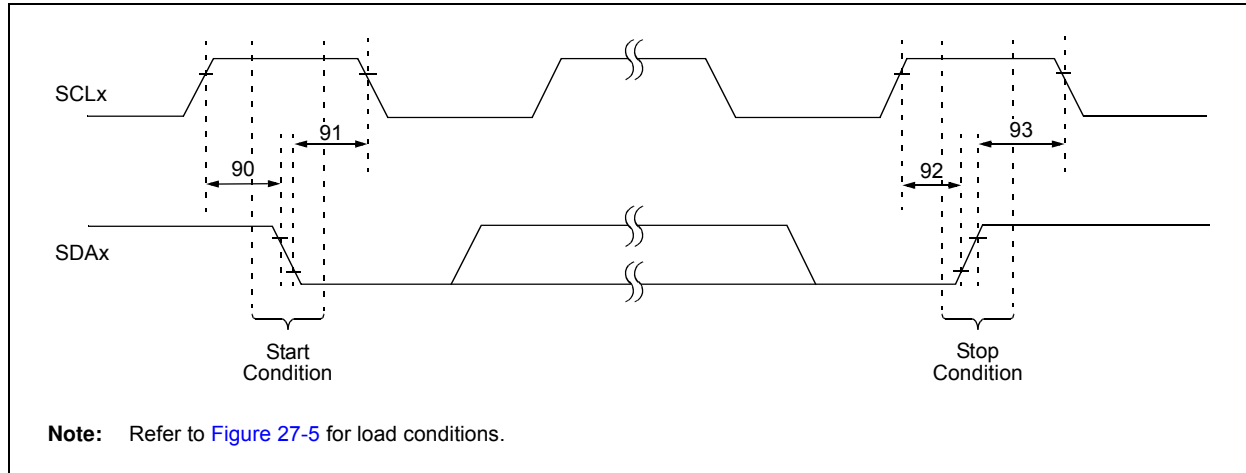 SCLx
91
93
90
92
SDAx
Start
Condition
Stop
Condition
Note: Refer to Figure 27-5 for load conditions.